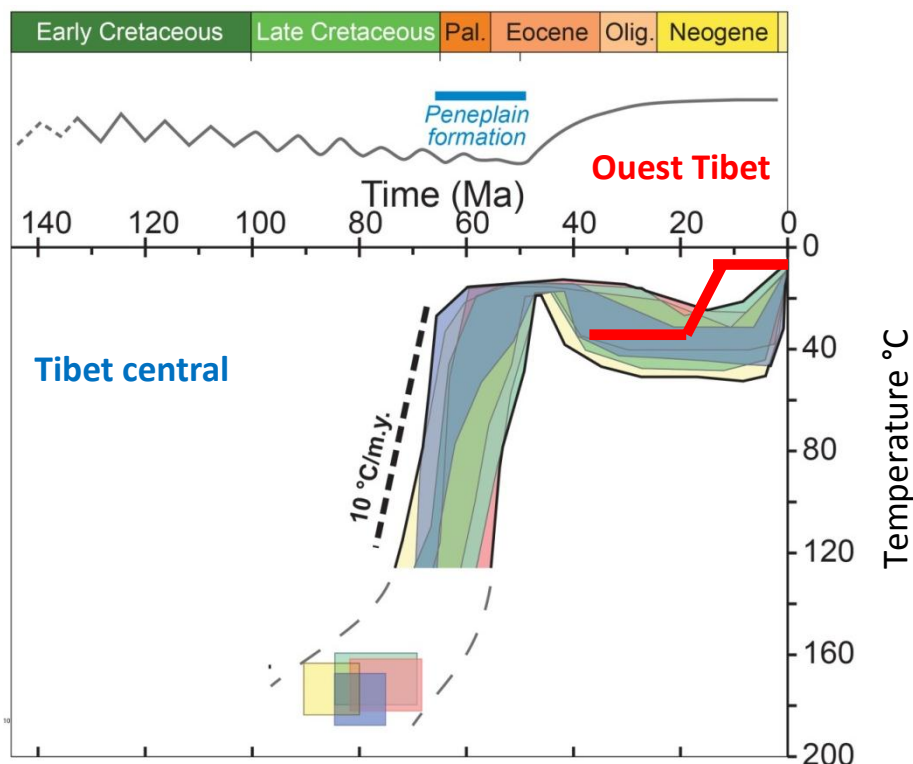 Early Cretaceous Late Cretaceous Pal. Eocene Olig. Neogene
Peneplain
formation
Ouest Tibet
Time (Ma)
140 120 100 80 60 40 20 0
0
40
80
120
160
200
Temperature °C
Tibet central
10 °C/m.y.
10